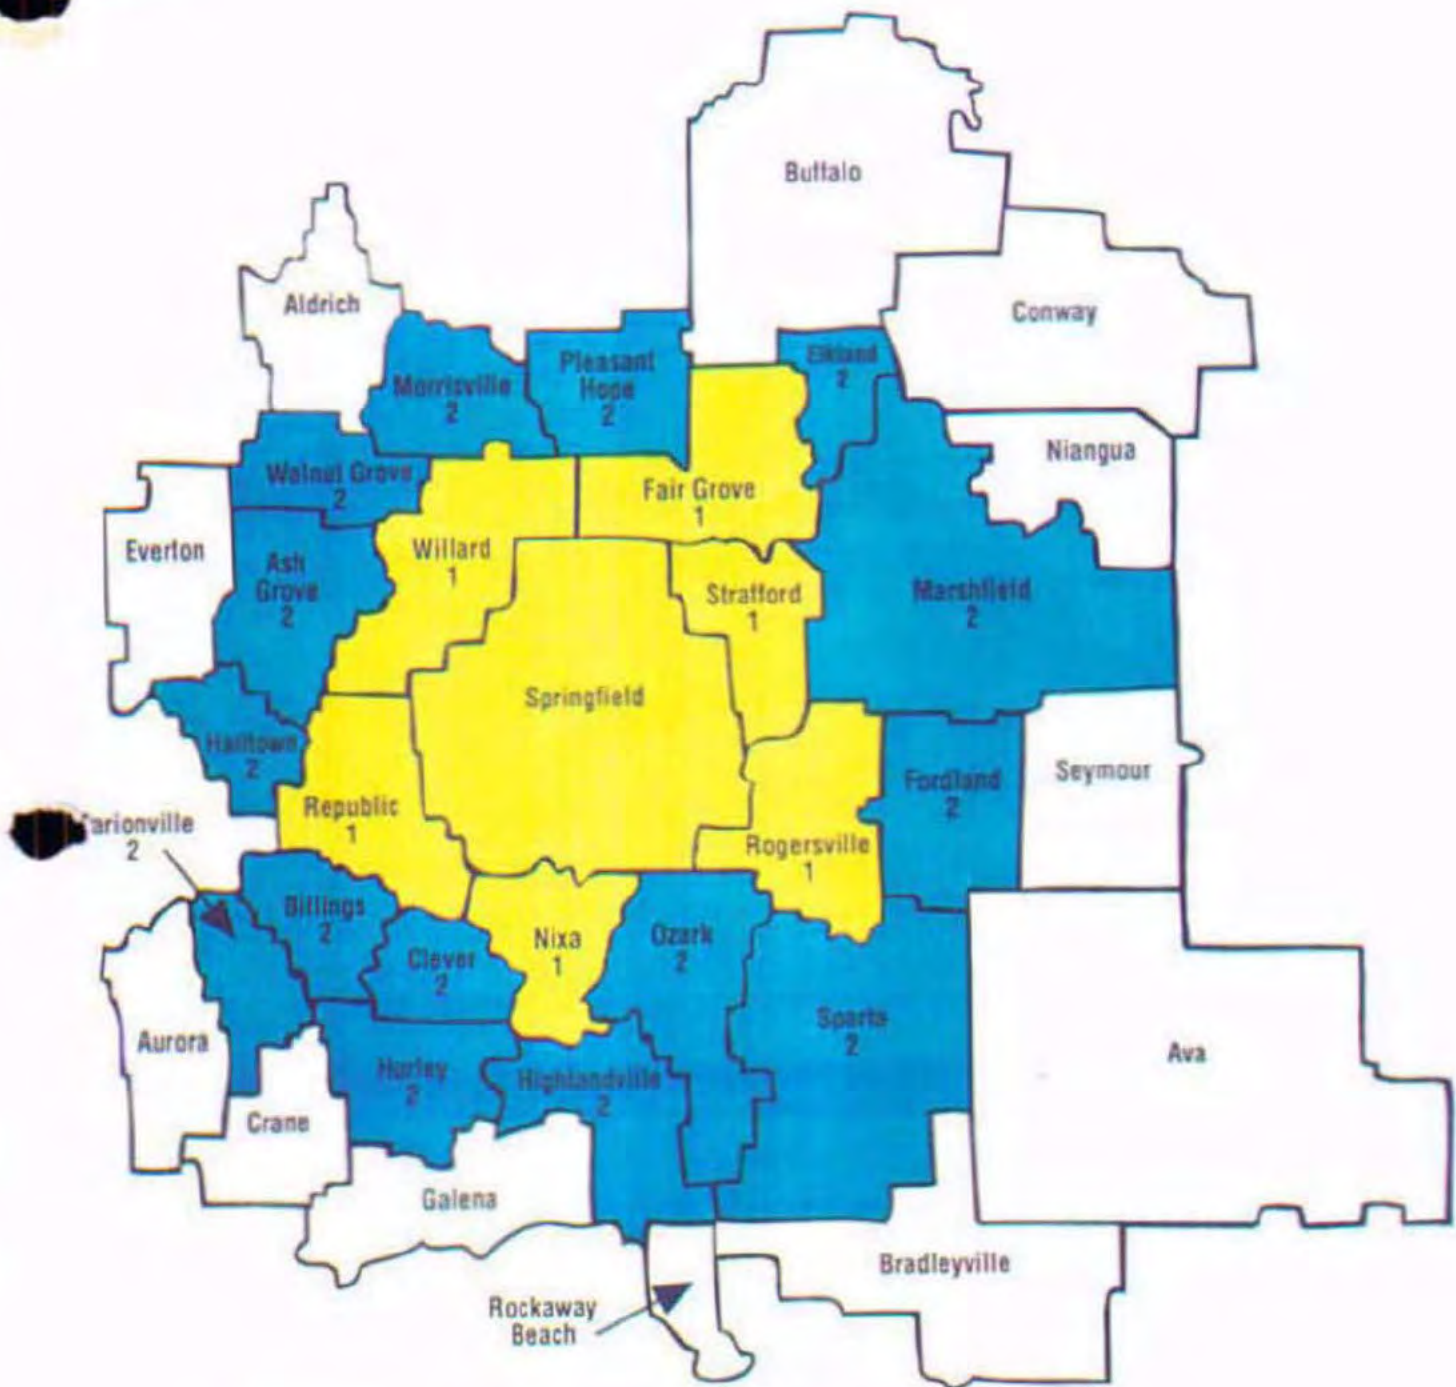 Buffalo
Aldrich
Conway
Elkland
2
Pleasant
Hope
2
Morrisville
2
Niangua
Walnut Grove
2
Fair Grove
1
Everton
Willard
1
Ash
Grove
2
Strafford
1
Marshfield
2
Springfield
Halltown
2
Fordland
2
Seymour
Republic
1
arionville
2
Rogersville
1
Billings
2
Nixa
1
Ozark
2
Clever
2
Sparta
2
Aurora
Ava
Hurley
2
Highlandville
2
Crane
Galena
Bradleyville
Rockaway
Beach